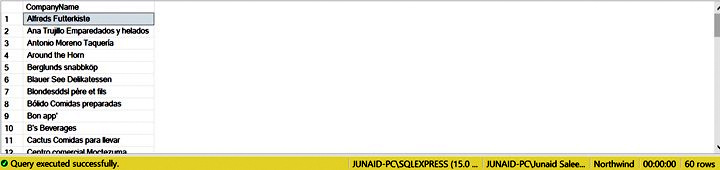 CompanyName
1 Alfreds Futterkiste
2 Ana Trujillo Emparedados y helados
3 Antonio Moreno Taquería
4 Around the Horn
5 Berglunds snabbköp
6 Blauer See Delikatessen
7 Blondesddsl père et fils
8 Bólido Comidas preparadas
9 Bon app'
10 B's Beverages
11 Cactus Comidas para llevar
12 Centro comercial Moctezuma
Query executed successfully. JUNAID-PC\SQLEXPRESS (15.0 ... JUNAID-PC\Junaid Salee... Northwind 00:00:00 60 rows